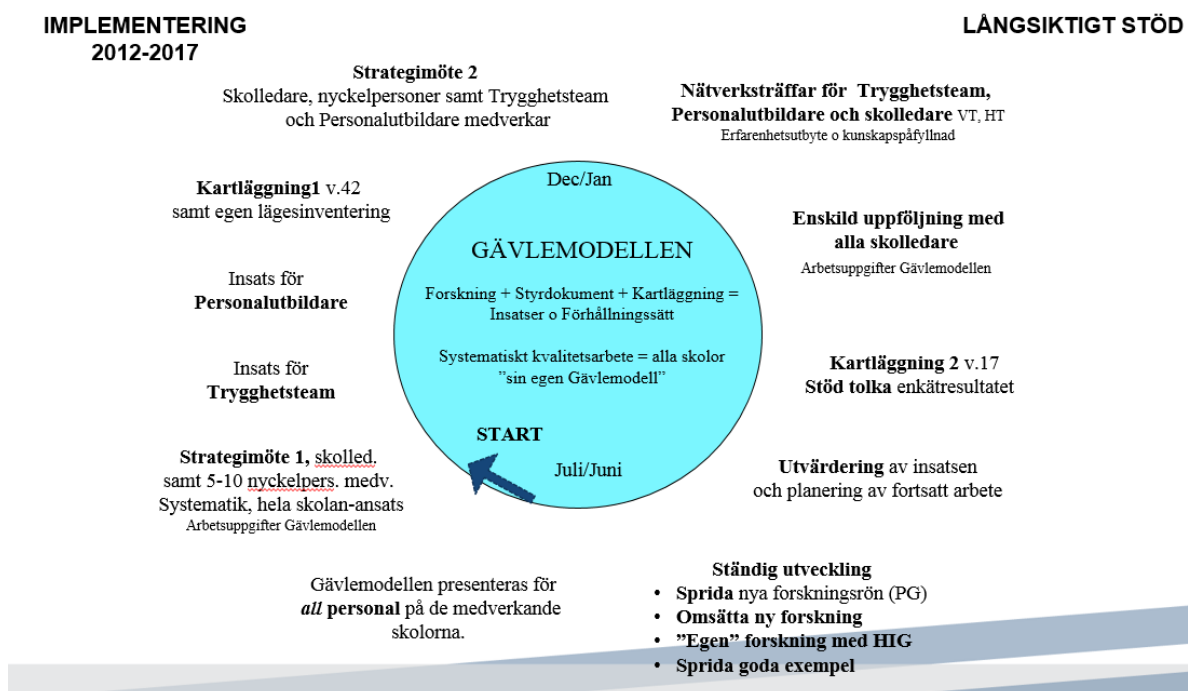 IMPLEMENTERING
2012-2017
LÅNGSIKTIGT STÖD
Strategimöte 2
Skolledare, nyckelpersoner samt Trygghetsteam
och Personalutbildare medverkar
Nätverksträffar för Trygghetsteam,
Personalutbildare och skolledare VT, HT
Erfarenhetsutbyte o kunskapspåfyllnad
Kartläggning1 v.42
samt egen lägesinventering
Dec/Jan
Enskild uppföljning med
alla skolledare
Arbetsuppgifter Gävlemodellen
GÄVLEMODELLEN
Forskning + Styrdokument + Kartläggning =
Insatser o Förhållningssätt
Systematiskt kvalitetsarbete = alla skolor
"sin egen Gävlemodell"
Insats för
Personalutbildare
Insats för
Trygghetsteam
Kartläggning 2 v.17
Stöd tolka enkätresultatet
START
Juli/Juni
Strategimöte 1, skolled.
samt 5-10 nyckelpers. medv.
Systematik, hela skolan-ansats
Arbetsuppgifter Gävlemodellen
Utvärdering av insatsen
och planering av fortsatt arbete
Gävlemodellen presenteras för
all personal på de medverkande
skolorna.
Ständig utveckling
• Sprida nya forskningsrön (PG)
• Omsätta ny forskning
• "Egen" forskning med HIG
• Sprida goda exempel